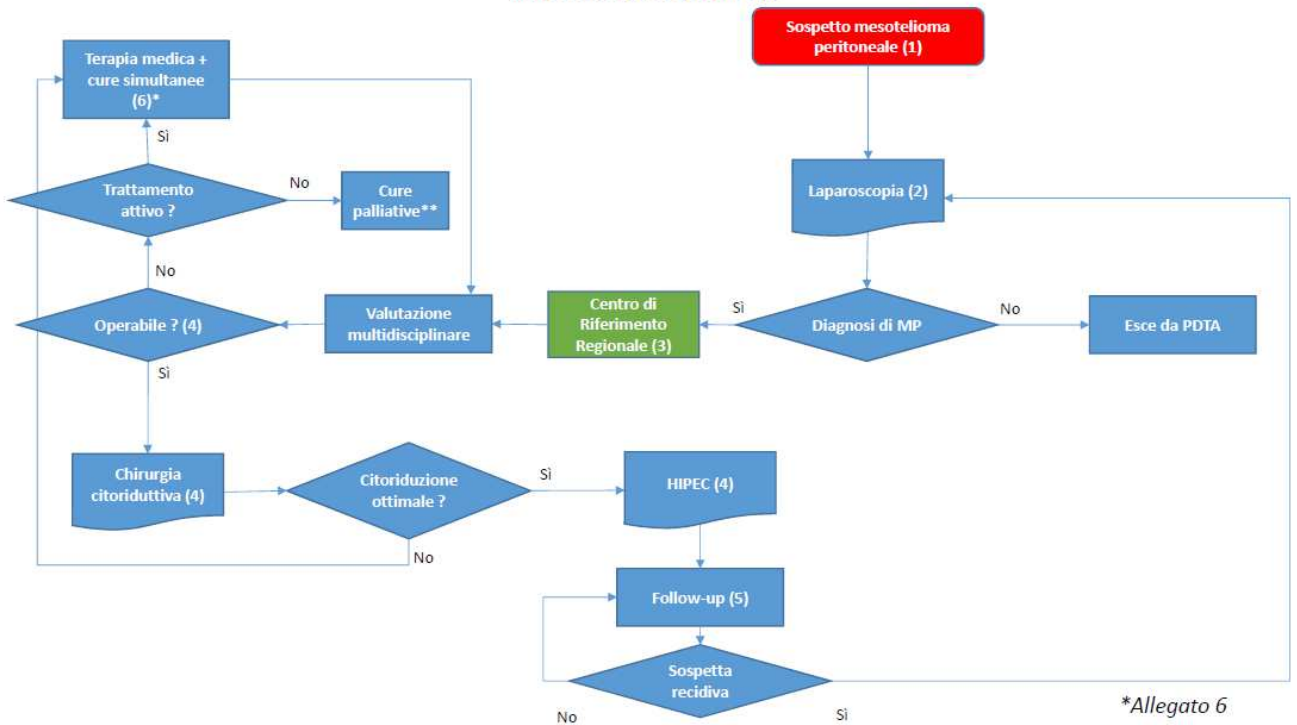 Sospetto mesotelioma
peritoneale (1)
Terapia medica +
cure simultanee
(6)*
Sì
Trattamento
attivo ?
No
Cure
palliative**
Laparoscopia (2)
No
Operabile ? (4)
Valutazione
multidisciplinare
Centro di
Riferimento
Regionale (3)
Sì
Diagnosi di MP
No
Esce da PDTA
Sì
Chirurgia
citoriduttiva (4)
Citoriduzione
ottimale ?
Sì
HIPEC (4)
No
Follow-up (5)
Sospetta
recidiva
No
Sì
*Allegato 6